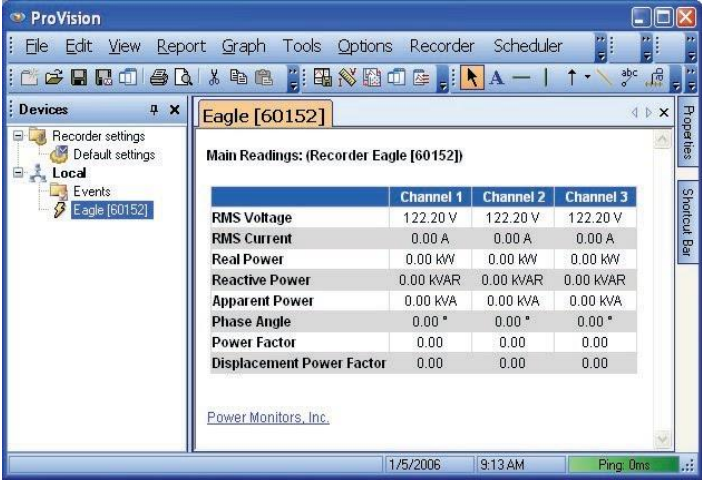 ProVision
File Edit View Report Graph Tools Options Recorder Scheduler
A abc
Devices
Eagle [60152]
Properties
Shortcut Bar
Recorder settings
Default settings
Local
Events
Eagle [60152]
Main Readings: (Recorder Eagle [60152])
Channel 1 Channel 2 Channel 3
RMS Voltage 122.20 V 122.20 V 122.20 V
RMS Current 0.00 A 0.00 A 0.00 A
Real Power 0.00 kW 0.00 kW 0.00 kW
Reactive Power 0.00 kVAR 0.00 kVAR 0.00 kVAR
Apparent Power 0.00 kVA 0.00 kVA 0.00 kVA
Phase Angle 0.00 ° 0.00 ° 0.00 °
Power Factor 0.00 0.00 0.00
Displacement Power Factor 0.00 0.00 0.00
Power Monitors, Inc.
1/5/2006 9:13 AM Ping: 0ms